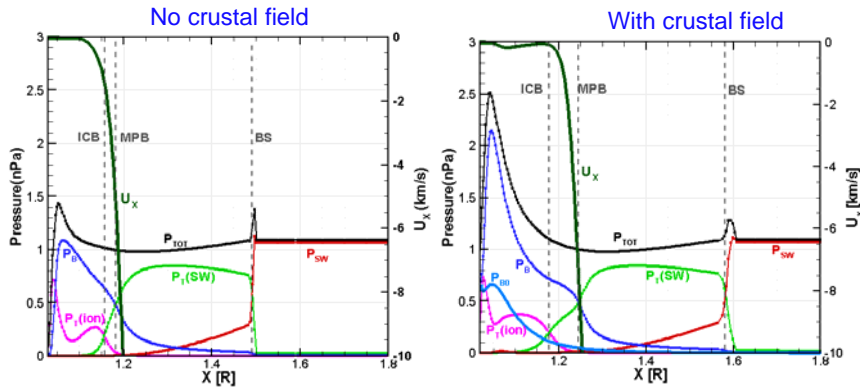 No crustal field
With crustal field
3
2.5
2
1.5
1
0.5
0
Pressure(nPa)
ICB
MPB
BS
U_X
P_TOT
P_B
P_SW
P_T(SW)
P_T(ion)
0
-2
-4
-6
-8
-10
U_X (km/s)
1.2
1.4
1.6
1.8
X [R]
3
2.5
2
1.5
1
0.5
0
Pressure(nPa)
ICB
MPB
BS
U_X
P_TOT
P_B
P_SW
P_B0
P_T(SW)
P_T(ion)
0
-2
-4
-6
-8
-10
[km/s]
1.2
1.4
1.6
1.8
X [R]